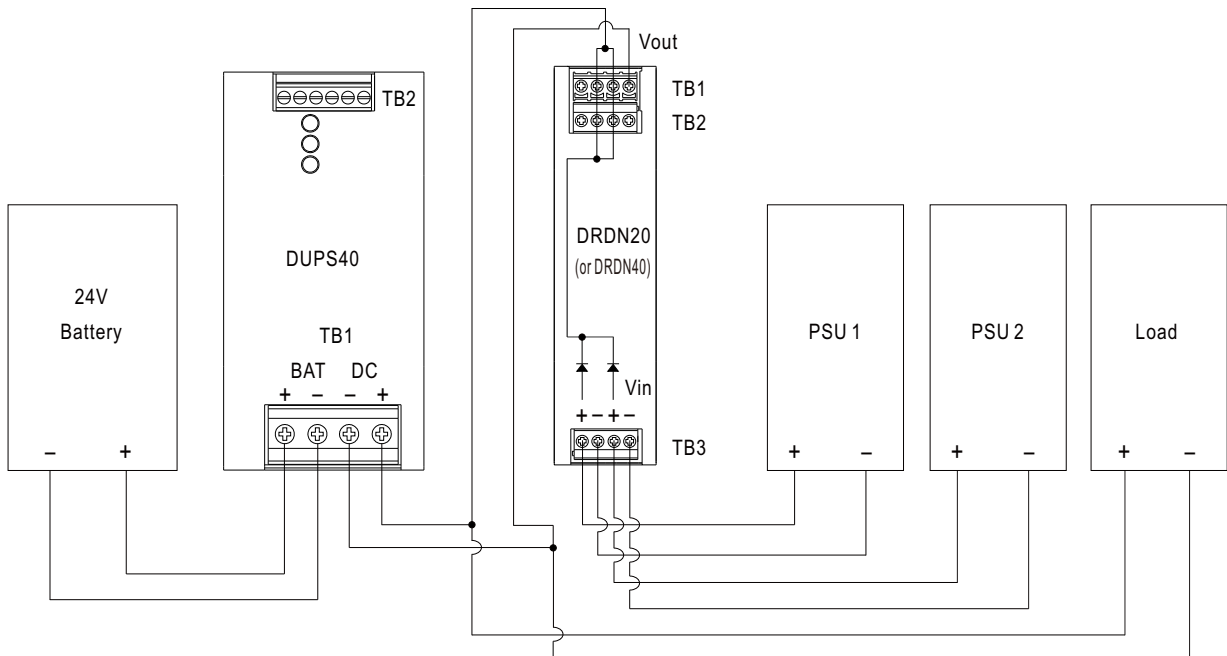 Vout
TB1
TB2
TB2
DUPS40
TB1
BAT DC
+ − − +
24V
Battery
− +
DRDN20
(or DRDN40)
Vin
+ − + −
TB3
PSU 1
+ −
PSU 2
+ −
Load
+ −